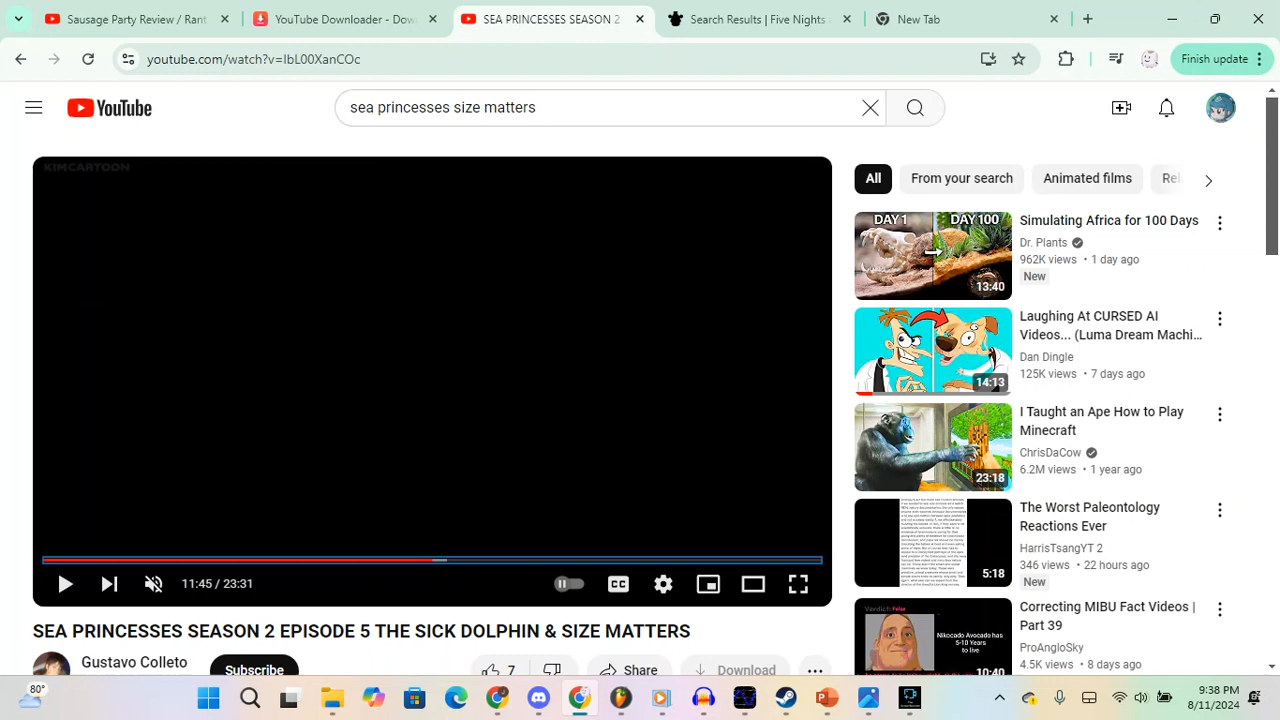 Sausage Party Review / Rant
YouTube Downloader - Dow
SEA PRINCESSES SEASON 2
Search Results | Five Nights
New Tab
youtube.com/watch?v=IbL00XanCOc
Finish update
YouTube
sea princesses size matters
KIMCARTOON
All
From your search
Animated films
Rel
DAY 1
DAY 100
13:40
Simulating Africa for 100 Days
Dr. Plants
962K views • 1 day ago
New
14:13
Laughing At CURSED AI
Videos... (Luma Dream Machi...
Dan Dingle
125K views • 7 days ago
23:18
I Taught an Ape How to Play
Minecraft
ChrisDaCow
6.2M views • 1 year ago
5:18
The Worst Paleontology
Reactions Ever
HarrisTsangYT 2
346 views • 22 hours ago
New
Verdict: False
Nikocado Avocado has
5-10 Years
to live
10:40
Correcting MIBU Fact Videos |
Part 39
ProAngloSky
4.5K views • 8 days ago
11:45 / 23:31
CC
SEA PRINCESSES SEASON 2 EPISODE 5 THE SICK DOLPHIN & SIZE MATTERS
Gustavo Colleto
Subscribe
7
Share
Download
80°
9:38 PM
8/11/2024